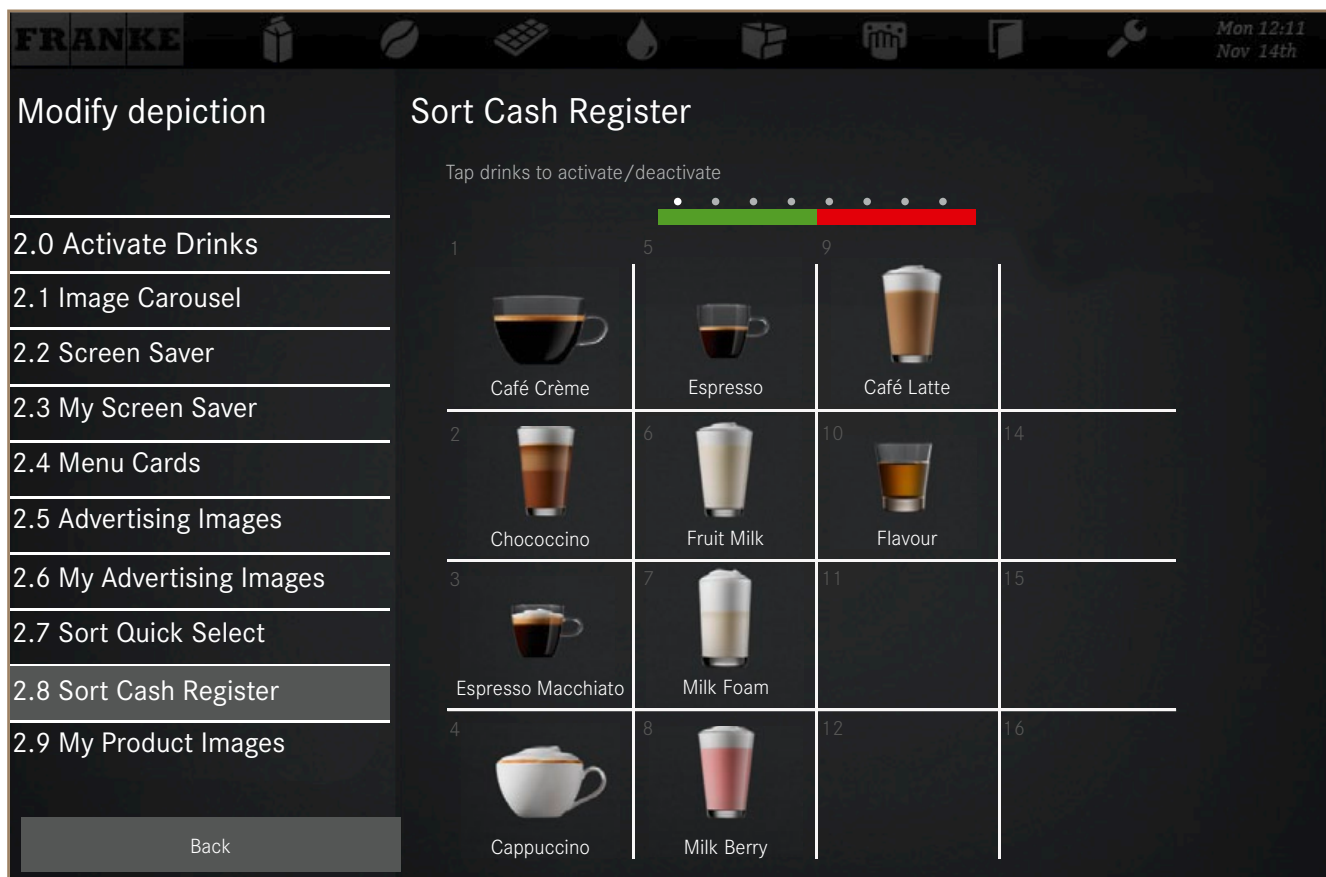 FRANKE
Mon 12:11
Nov 14th
Modify depiction
2.0 Activate Drinks
2.1 Image Carousel
2.2 Screen Saver
2.3 My Screen Saver
2.4 Menu Cards
2.5 Advertising Images
2.6 My Advertising Images
2.7 Sort Quick Select
2.8 Sort Cash Register
2.9 My Product Images
Back
Sort Cash Register
Tap drinks to activate/deactivate
1 5 9
Café Crème Espresso Café Latte
2 6 10 14
Chococcino Fruit Milk Flavour
3 7 11 15
Espresso Macchiato Milk Foam
4 8 12 16
Cappuccino Milk Berry